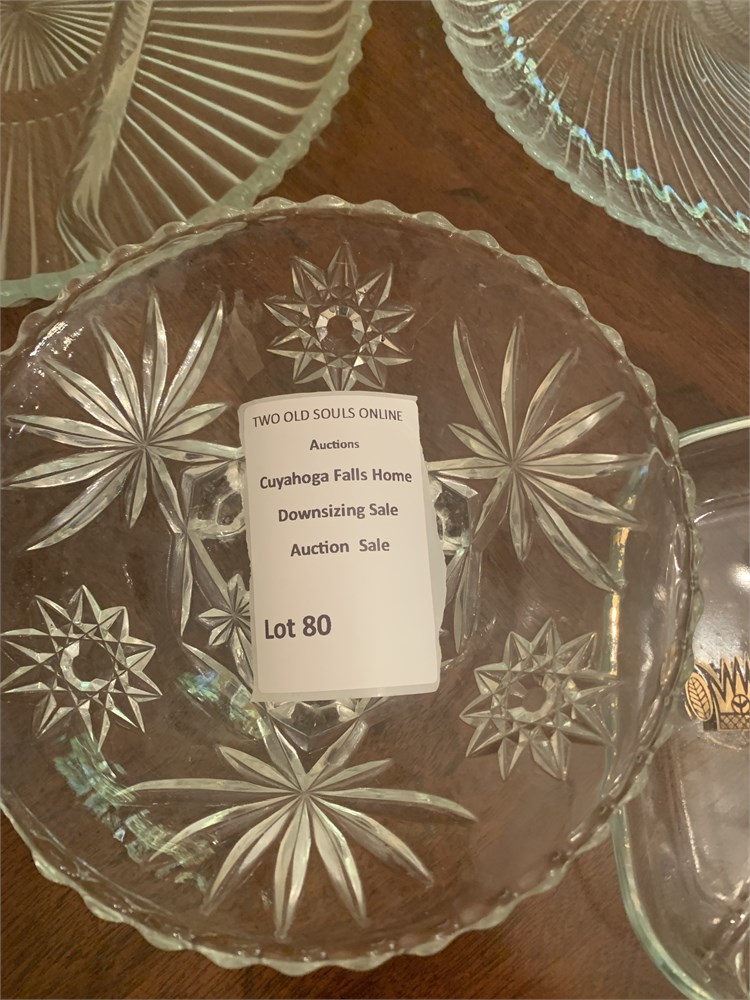 TWO OLD SOULS ONLINE
Auctions
Cuyahoga Falls Home
Downsizing Sale
Auction Sale
Lot 80